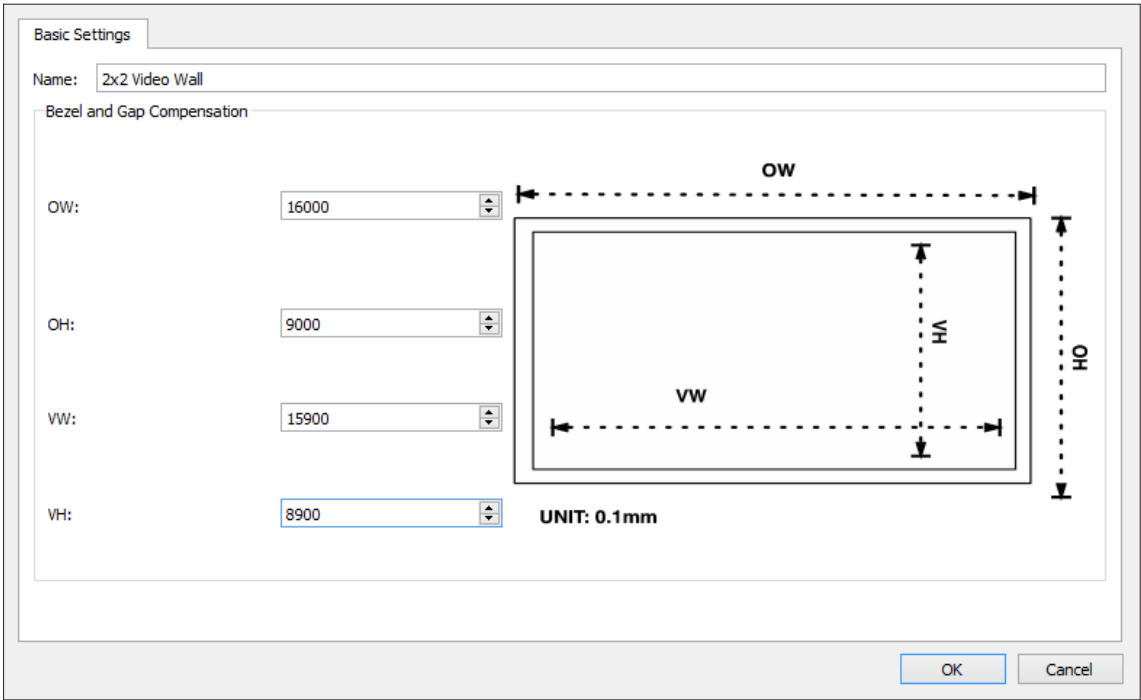 Basic Settings
Name: 2x2 Video Wall
Bezel and Gap Compensation
OW
OW: 16000
OH: 9000
VH
OH
VW
VW: 15900
VH: 8900
UNIT: 0.1mm
OK Cancel